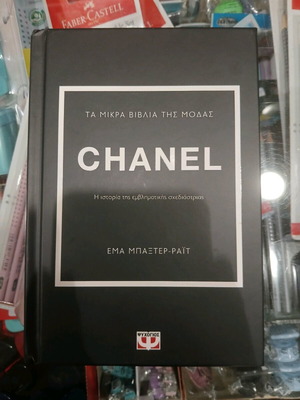 FABER-CASTELL
ΤΑ ΜΙΚΡΑ ΒΙΒΛΙΑ ΤΗΣ ΜΟΔΑΣ
CHANEL
Η ιστορία της εμβληματικής σχεδιάστριας
ΕΜΑ ΜΠΑΞΤΕΡ-ΡΑΪΤ
ΨΥΧΟΓΙΟΣ